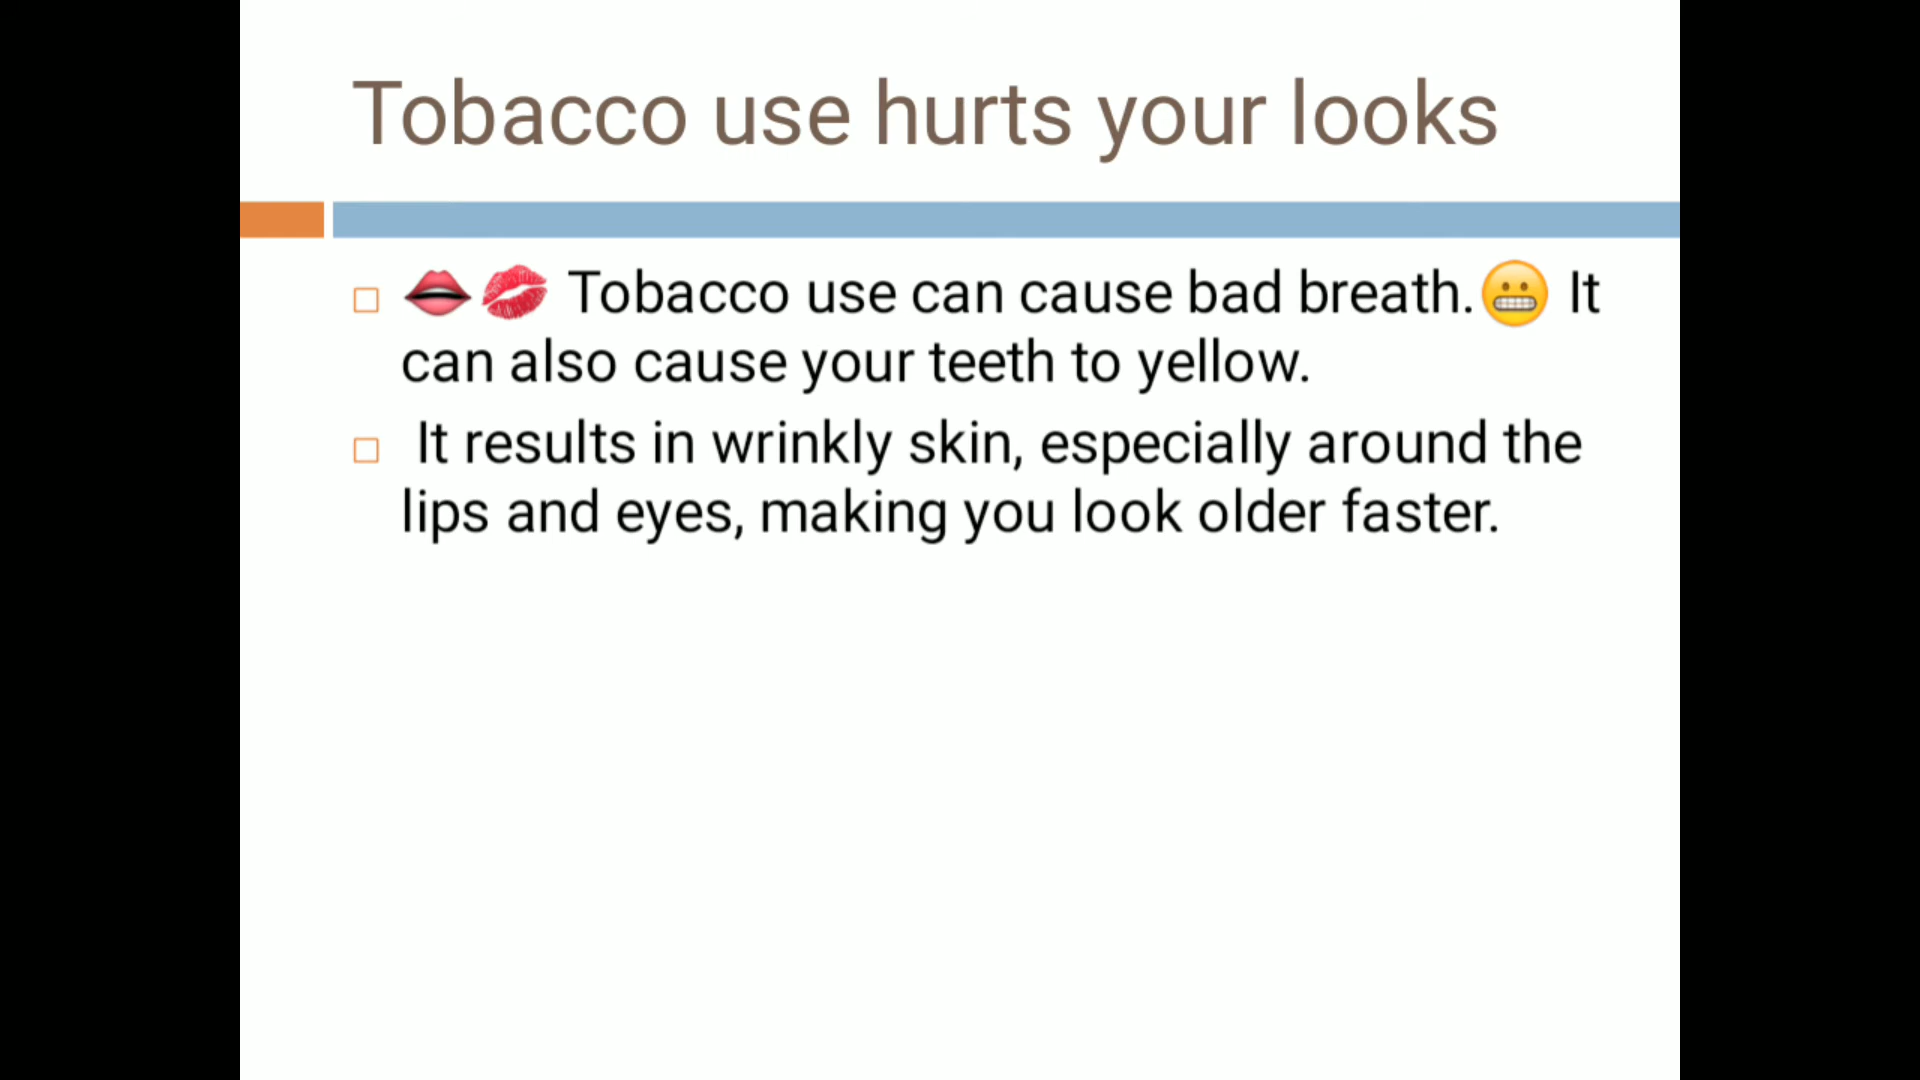 Tobacco use hurts your looks
👄💋 Tobacco use can cause bad breath.😬 It
can also cause your teeth to yellow.
It results in wrinkly skin, especially around the
lips and eyes, making you look older faster.